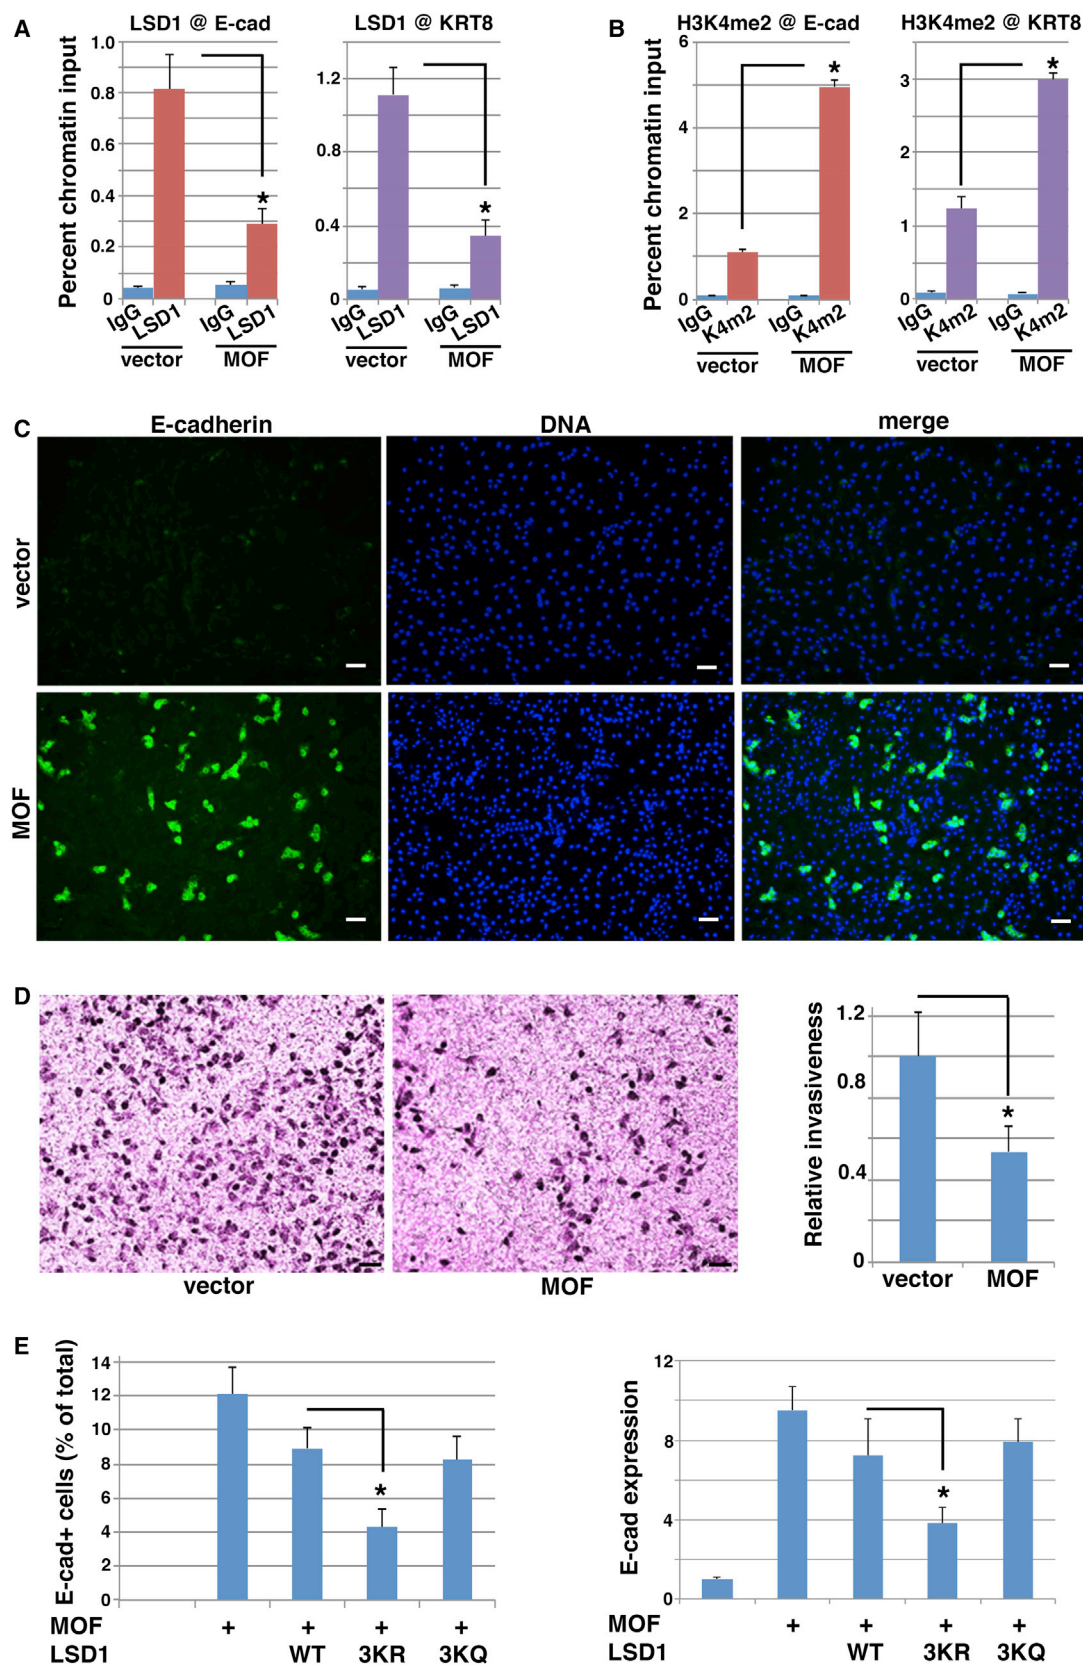 A
LSD1 @ E-cad
LSD1 @ KRT8
Percent chromatin input
1.0
0.8
0.6
0.4
0.2
0
1.2
0.8
0.4
0
*
*
IgG
LSD1
IgG
LSD1
IgG
LSD1
IgG
LSD1
vector
MOF
vector
MOF
B
H3K4me2 @ E-cad
H3K4me2 @ KRT8
Percent chromatin input
6
4
2
0
3
2
1
0
*
*
IgG
K4m2
IgG
K4m2
IgG
K4m2
IgG
K4m2
vector
MOF
vector
MOF
C
E-cadherin
DNA
merge
vector
MOF
D
vector
MOF
Relative invasiveness
1.2
0.8
0.4
0
*
vector
MOF
E
E-cad+ cells (% of total)
14
12
10
8
6
4
2
0
*
MOF + + + +
LSD1 WT 3KR 3KQ
E-cad expression
12
8
4
0
*
MOF + + + +
LSD1 WT 3KR 3KQ